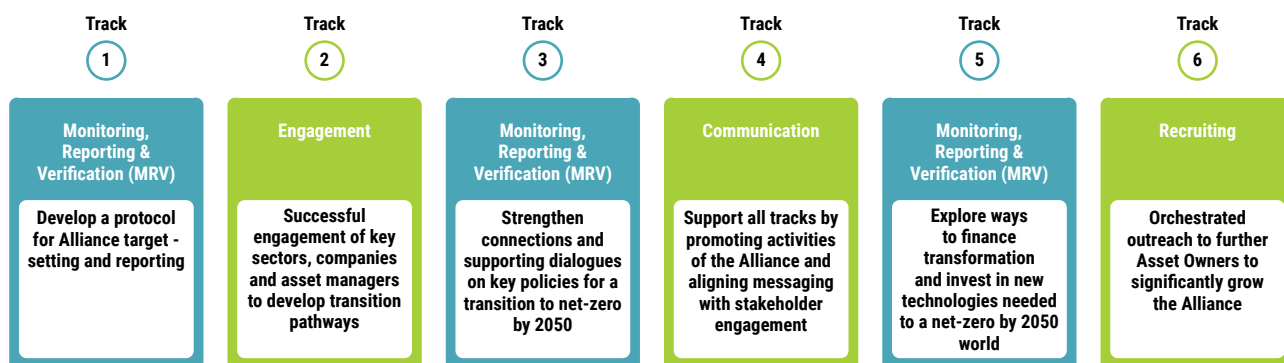 Track
1
Monitoring,
Reporting &
Verification (MRV)
Develop a protocol
for Alliance target -
setting and reporting
Track
2
Engagement
Successful
engagement of key
sectors, companies
and asset managers
to develop transition
pathways
Track
3
Monitoring,
Reporting &
Verification (MRV)
Strengthen
connections and
supporting dialogues
on key policies for a
transition to net-zero
by 2050
Track
4
Communication
Support all tracks by
promoting activities
of the Alliance and
aligning messaging
with stakeholder
engagement
Track
5
Monitoring,
Reporting &
Verification (MRV)
Explore ways
to finance
transformation
and invest in new
technologies needed
to a net-zero by 2050
world
Track
6
Recruiting
Orchestrated
outreach to further
Asset Owners to
significantly grow
the Alliance